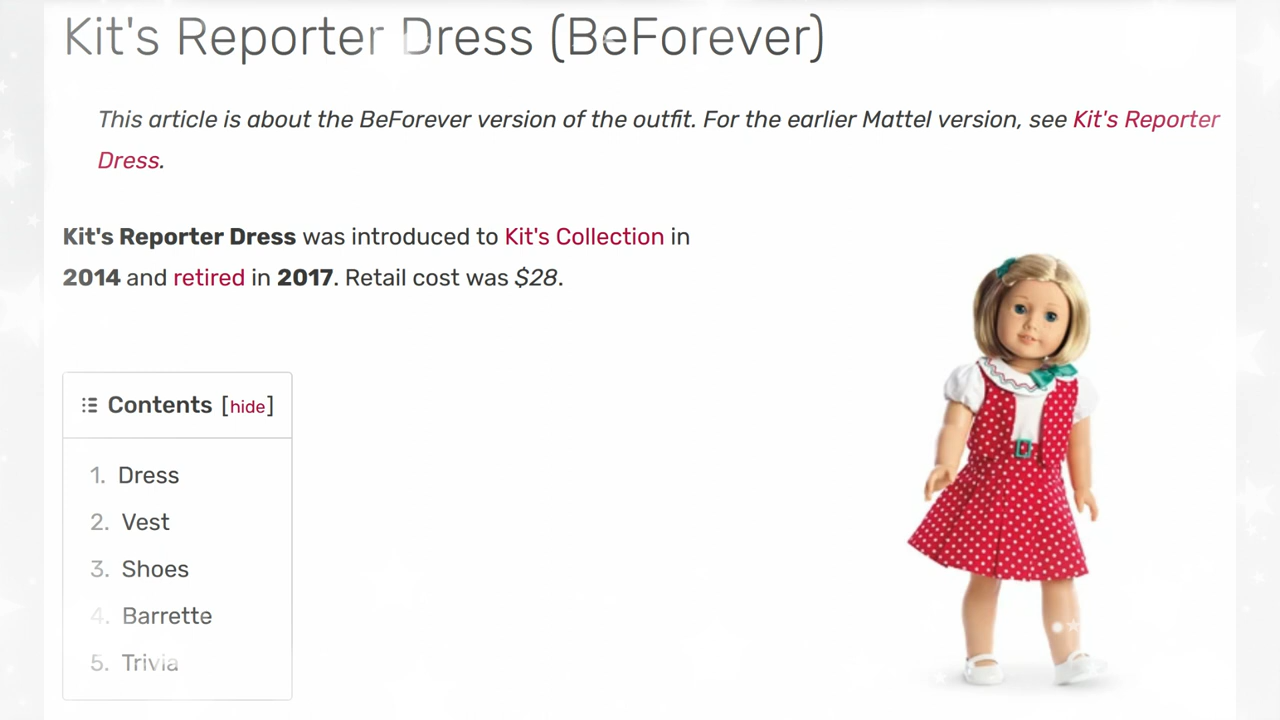 Kit's Reporter Dress (BeForever)
This article is about the BeForever version of the outfit. For the earlier Mattel version, see Kit's Reporter
Dress.
Kit's Reporter Dress was introduced to Kit's Collection in
2014 and retired in 2017. Retail cost was $28.
Contents [hide]
1. Dress
2. Vest
3. Shoes
4. Barrette
5. Trivia